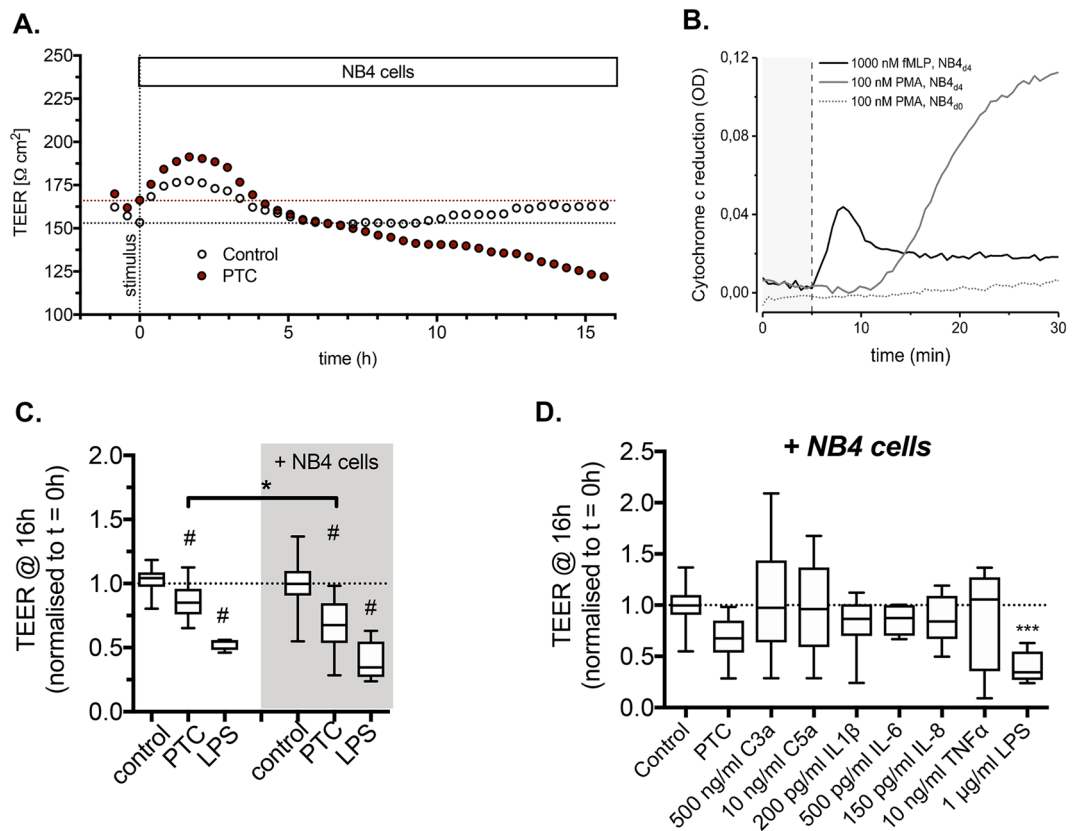 A.
250
200
175
150
125
100
TEER [Ω cm²]
NB4 cells
stimulus
Control
PTC
0
5
10
15
time (h)
B.
0,12
0,08
0,04
0,00
Cytochrome c reduction (OD)
1000 nM fMLP, NB4d4
100 nM PMA, NB4d4
100 nM PMA, NB4d0
0
10
20
30
time (min)
C.
2.0
1.5
1.0
0.5
0.0
TEER @ 16h
(normalised to t = 0h)
+ NB4 cells
*
#
#
#
#
control
PTC
LPS
control
PTC
LPS
D.
+ NB4 cells
2.5
2.0
1.5
1.0
0.5
0.0
TEER @ 16h
(normalised to t = 0h)
***
Control
PTC
500 ng/ml C3a
10 ng/ml C5a
200 pg/ml IL1β
500 pg/ml IL-6
150 pg/ml IL-8
10 ng/ml TNFα
1 µg/ml LPS